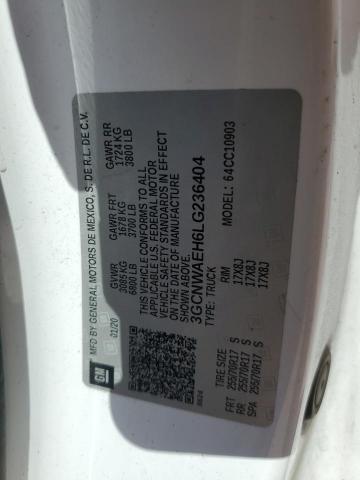 GM
MFD BY GENERAL MOTORS DE MEXICO, S. DE R.L. DE C.V.
01/20
GVWR GAWR FRT GAWR RR
3085 KG 1678 KG 1724 KG
6800 LB 3700 LB 3800 LB
THIS VEHICLE CONFORMS TO ALL
APPLICABLE U.S. FEDERAL MOTOR
VEHICLE SAFETY STANDARDS IN EFFECT
ON THE DATE OF MANUFACTURE
SHOWN ABOVE.
3GCNWAEH6LG236404
TYPE: TRUCK MODEL: 64CC10903
TIRE SIZE RIM
FRT 255/70R17 S 17X8J
RR 255/70R17 S 17X8J
SPA 255/70R17 S 17X8J